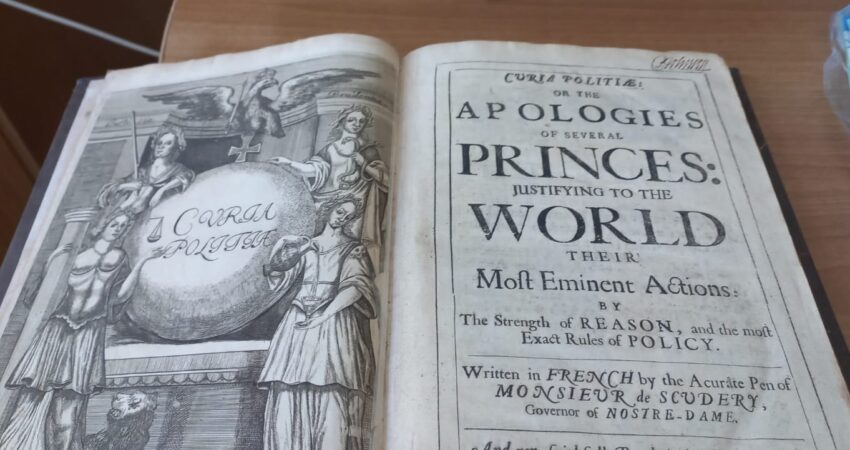 CVRIA
POLITIÆ
CURIA POLITIÆ:
OR THE
APOLOGIES
OF SEVERAL
PRINCES:
JUSTIFYING TO THE
WORLD
THEIR
Moſt Eminent Actions:
BY
The Strength of REASON, and the moſt
Exact Rules of POLICY.
Written in FRENCH by the Acurate Pen of
MONSIEUR de SCUDERY,
Governor of NOSTRE-DAME.